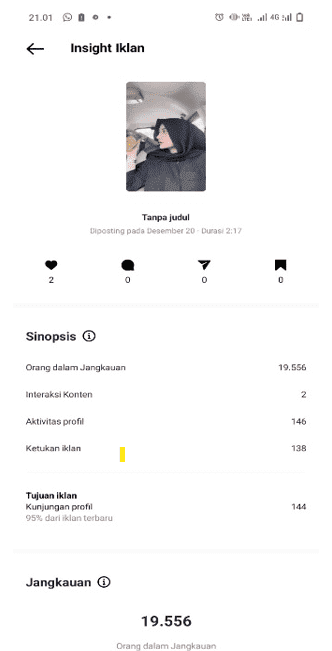 21.01
4G
Insight Iklan
Tanpa judul
Diposting pada Desember 20 · Durasi 2:17
2 0 0 0
Sinopsis
Orang dalam Jangkauan 19.556
Interaksi Konten 2
Aktivitas profil 146
Ketukan iklan 138
Tujuan iklan
Kunjungan profil 144
95% dari iklan terbaru
Jangkauan
19.556
Orang dalam Jangkauan